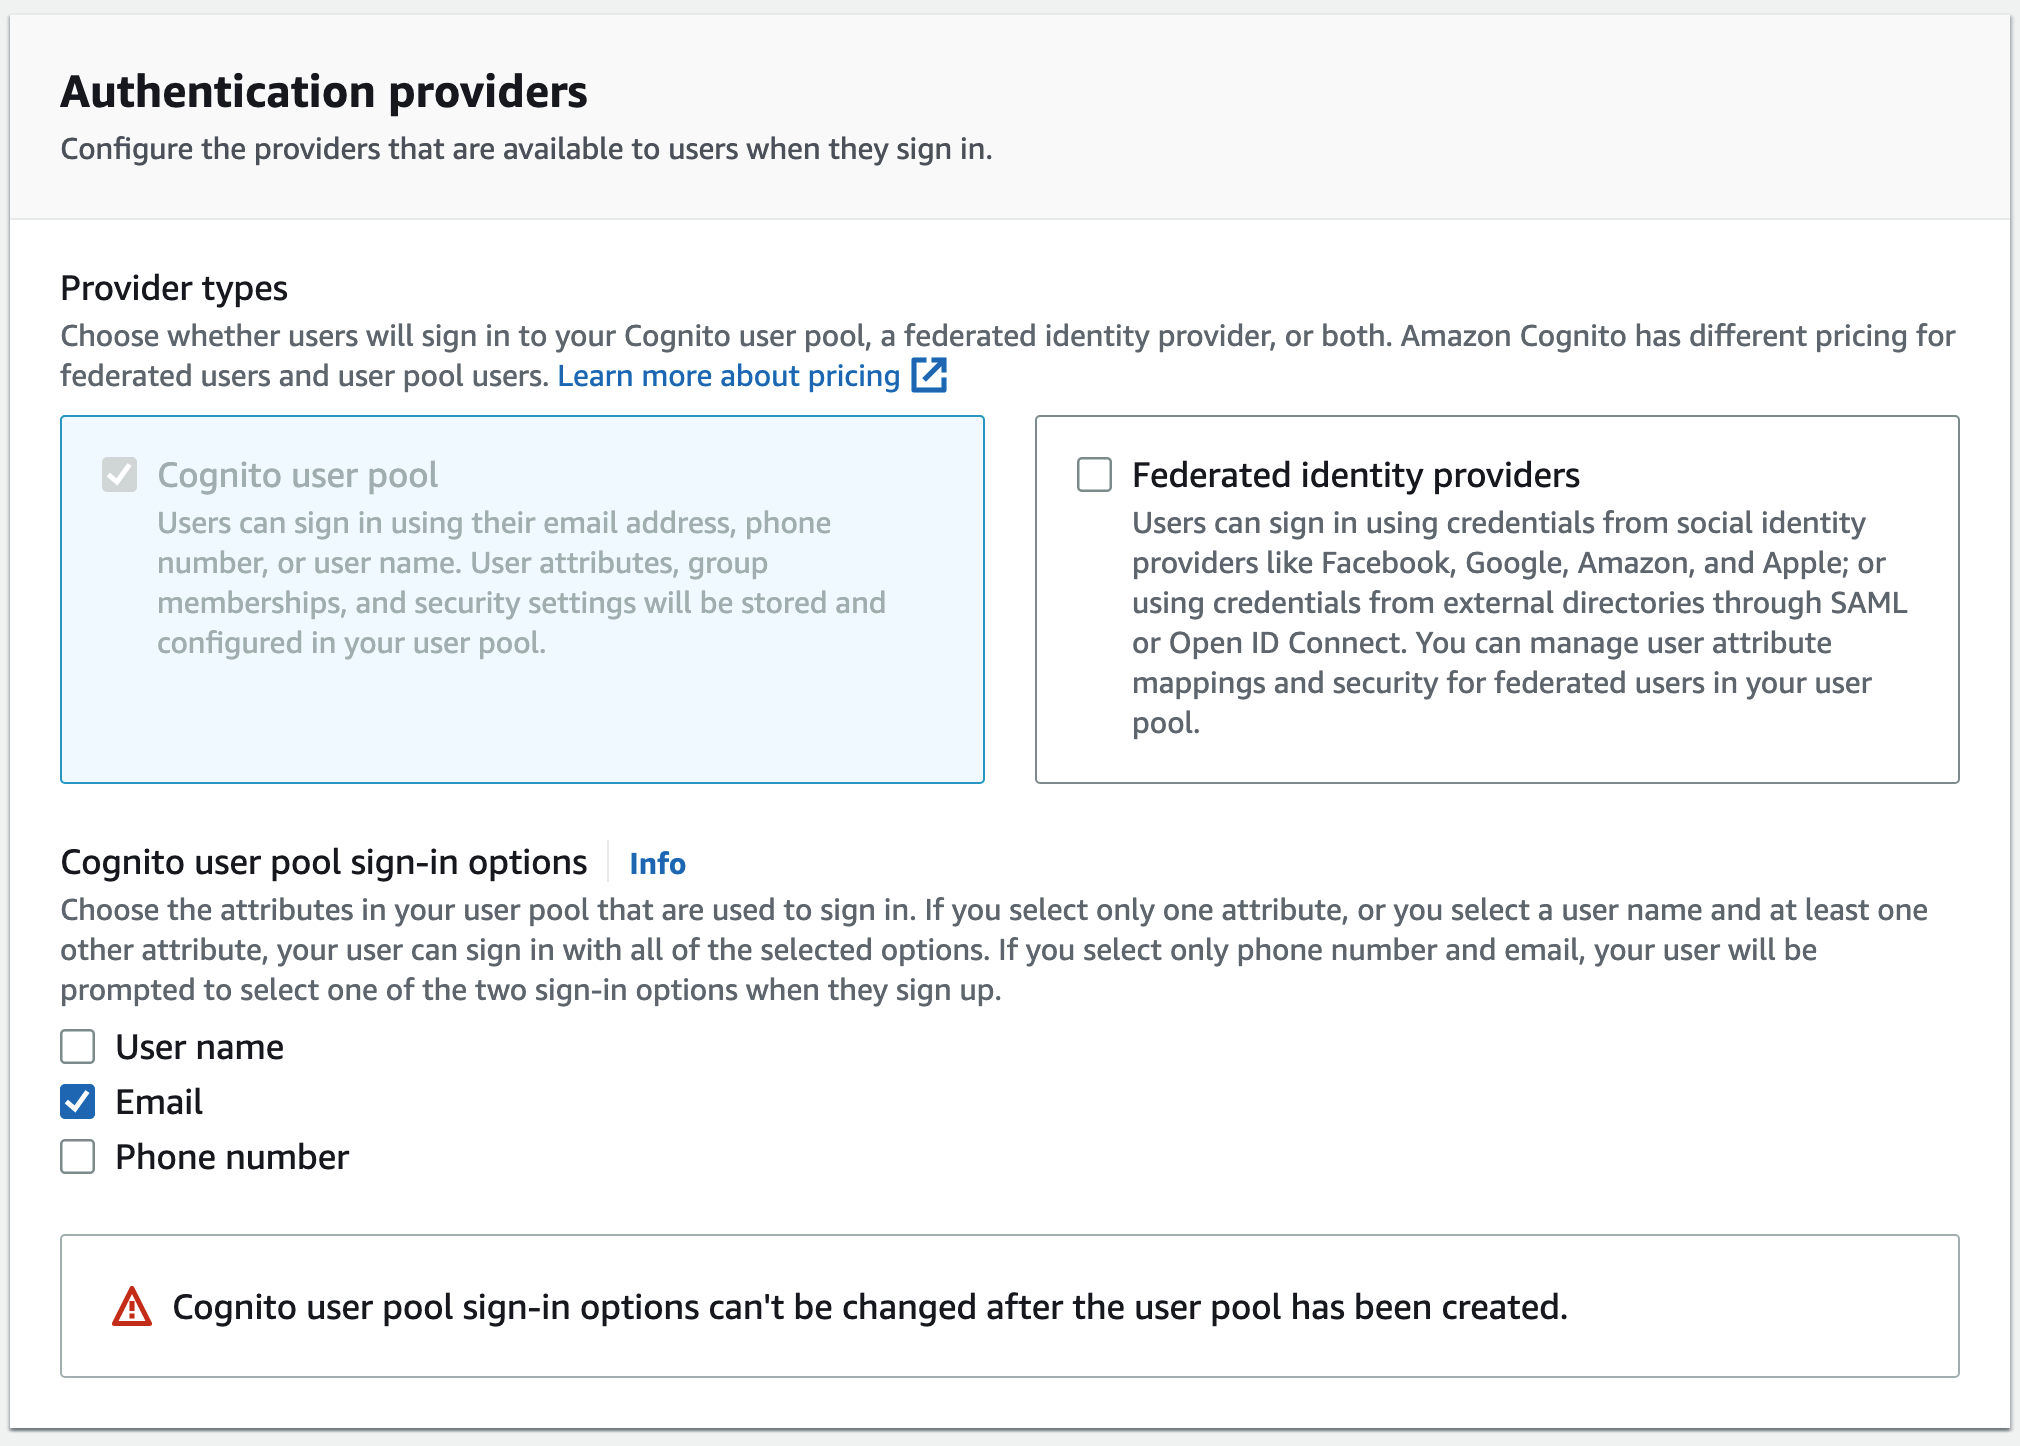 Authentication providers
Configure the providers that are available to users when they sign in.
Provider types
Choose whether users will sign in to your Cognito user pool, a federated identity provider, or both. Amazon Cognito has different pricing for
federated users and user pool users. Learn more about pricing
Cognito user pool
Users can sign in using their email address, phone
number, or user name. User attributes, group
memberships, and security settings will be stored and
configured in your user pool.
Federated identity providers
Users can sign in using credentials from social identity
providers like Facebook, Google, Amazon, and Apple; or
using credentials from external directories through SAML
or Open ID Connect. You can manage user attribute
mappings and security for federated users in your user
pool.
Cognito user pool sign-in options Info
Choose the attributes in your user pool that are used to sign in. If you select only one attribute, or you select a user name and at least one
other attribute, your user can sign in with all of the selected options. If you select only phone number and email, your user will be
prompted to select one of the two sign-in options when they sign up.
User name
Email
Phone number
Cognito user pool sign-in options can't be changed after the user pool has been created.